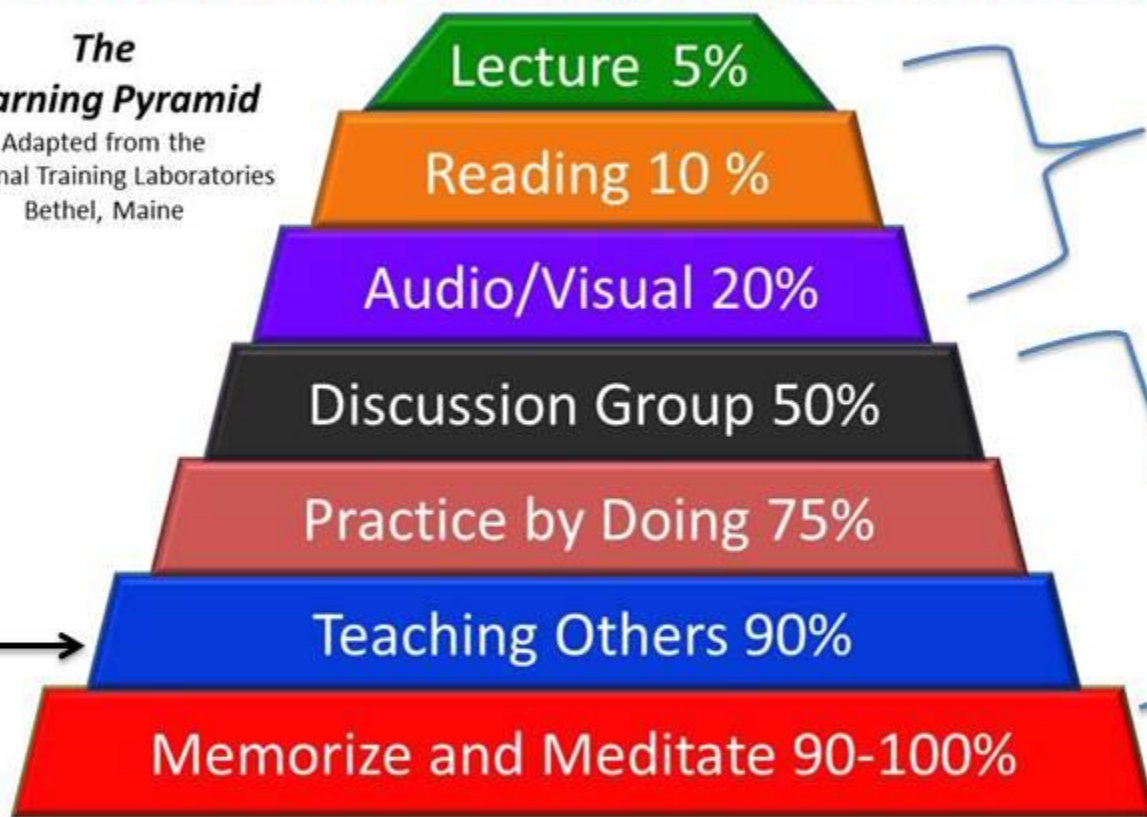 The
arning Pyramid
Adapted from the
nal Training Laboratories
Bethel, Maine
Lecture 5%
Reading 10 %
Audio/Visual 20%
Discussion Group 50%
Practice by Doing 75%
Teaching Others 90%
Memorize and Meditate 90-100%